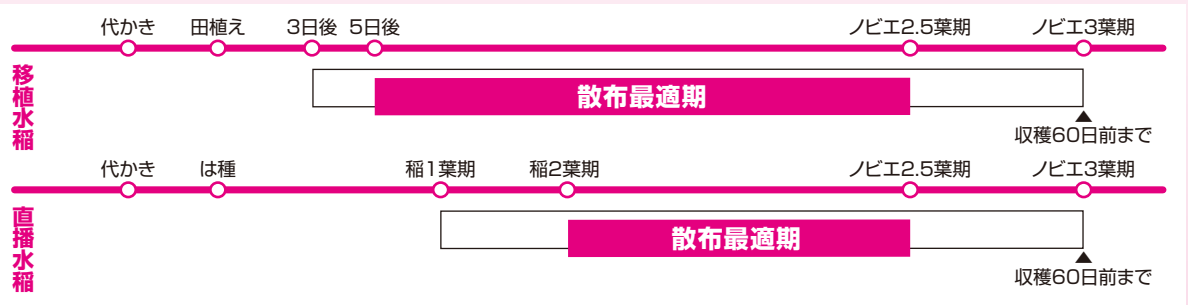 代かき 田植え 3日後 5日後 ノビエ2.5葉期 ノビエ3葉期
移植水稲
散布最適期
収穫60日前まで
代かき は種 稲1葉期 稲2葉期 ノビエ2.5葉期 ノビエ3葉期
直播水稲
散布最適期
収穫60日前まで